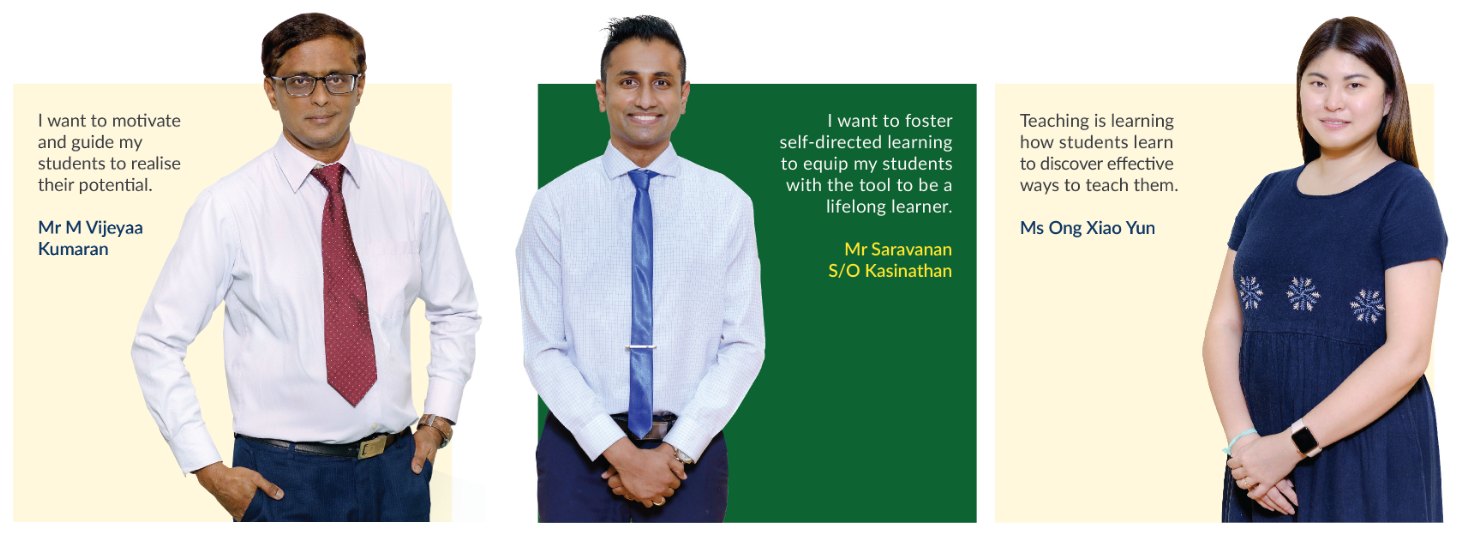 I want to motivate
and guide my
students to realise
their potential.
Mr M Vijeyaa
Kumaran
I want to foster
self-directed learning
to equip my students
with the tool to be a
lifelong learner.
Mr Saravanan
S/O Kasinathan
Teaching is learning
how students learn
to discover effective
ways to teach them.
Ms Ong Xiao Yun